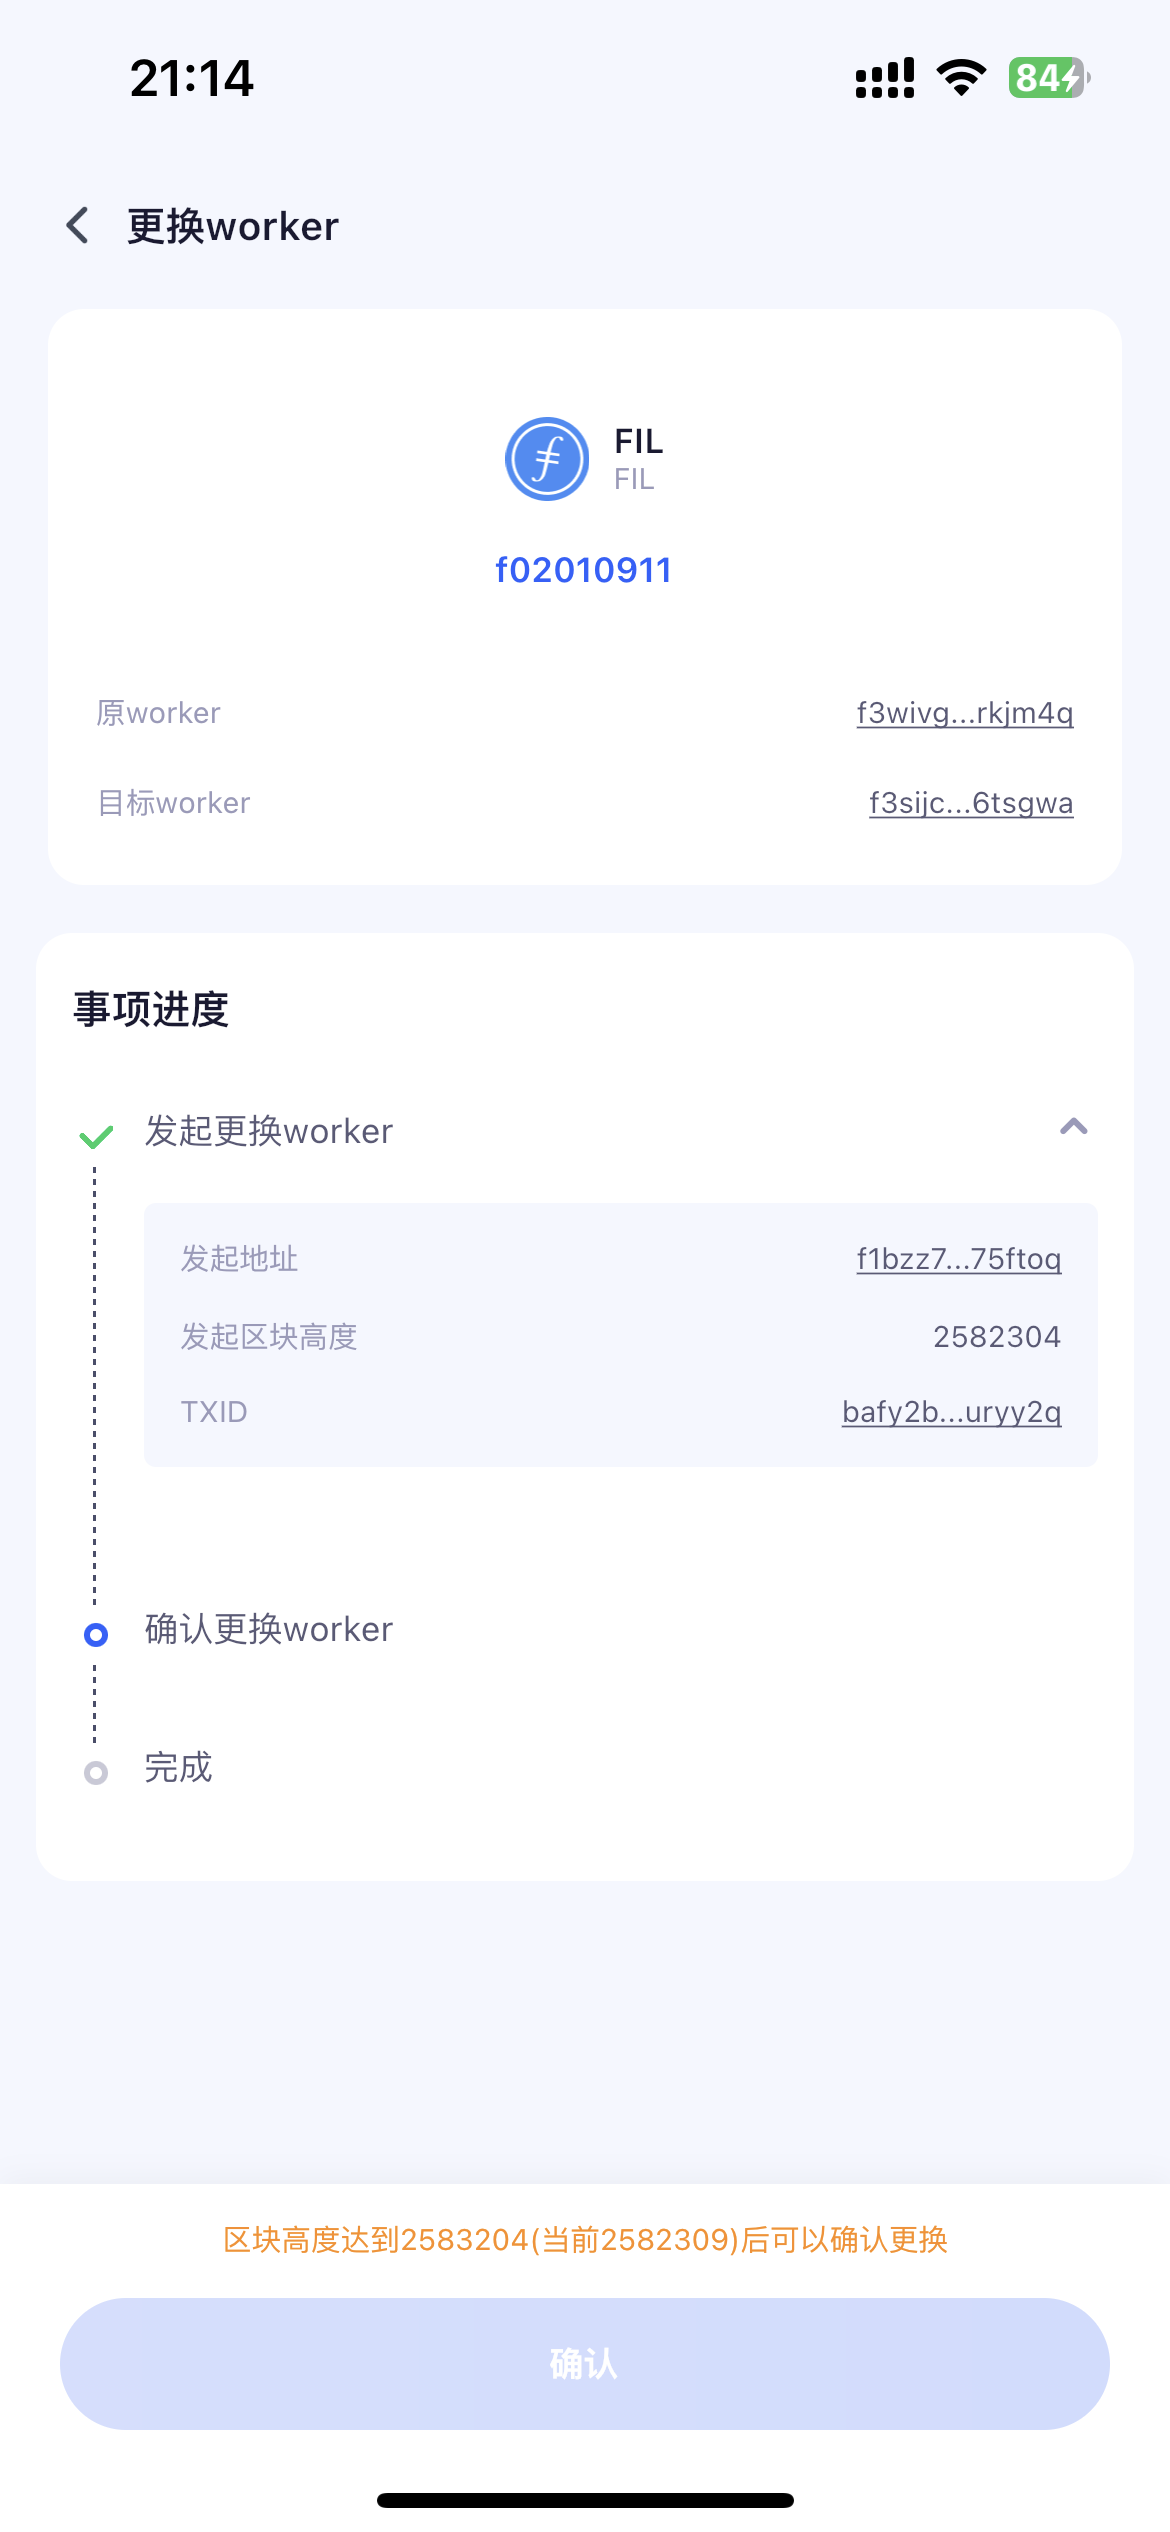 21:14
84
更换worker
FIL
FIL
f02010911
原worker
f3wivg...rkjm4q
目标worker
f3sijc...6tsgwa
事项进度
发起更换worker
发起地址
f1bzz7...75ftoq
发起区块高度
2582304
TXID
bafy2b...uryy2q
确认更换worker
完成
区块高度达到2583204(当前2582309)后可以确认更换
确认